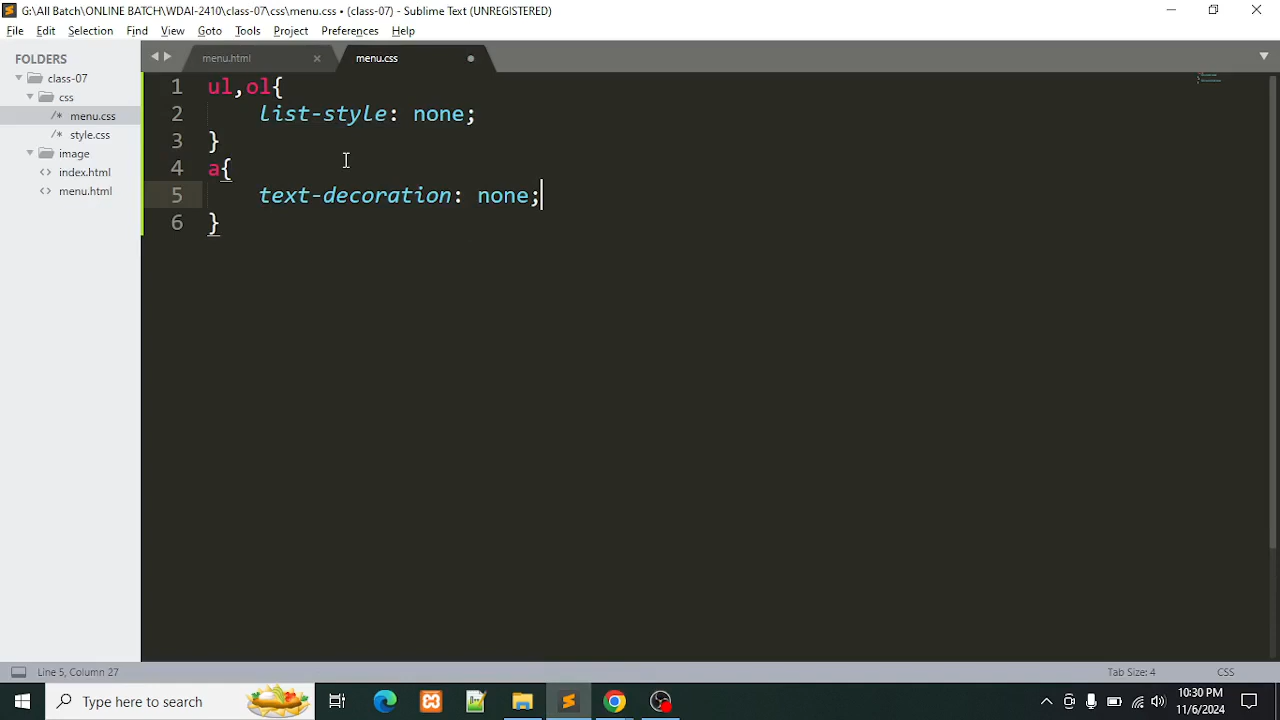 G:\All Batch\ONLINE BATCH\WDAI-2410\class-07\css\menu.css • (class-07) - Sublime Text (UNREGISTERED)
File Edit Selection Find View Goto Tools Project Preferences Help
FOLDERS
class-07
css
/* menu.css
/* style.css
image
<> index.html
<> menu.html
menu.html ×
menu.css
1 ul,ol{
2 list-style: none;
3 }
4 a{
5 text-decoration: none;
6 }
Line 5, Column 27
Tab Size: 4
CSS
Type here to search
10:30 PM
11/6/2024